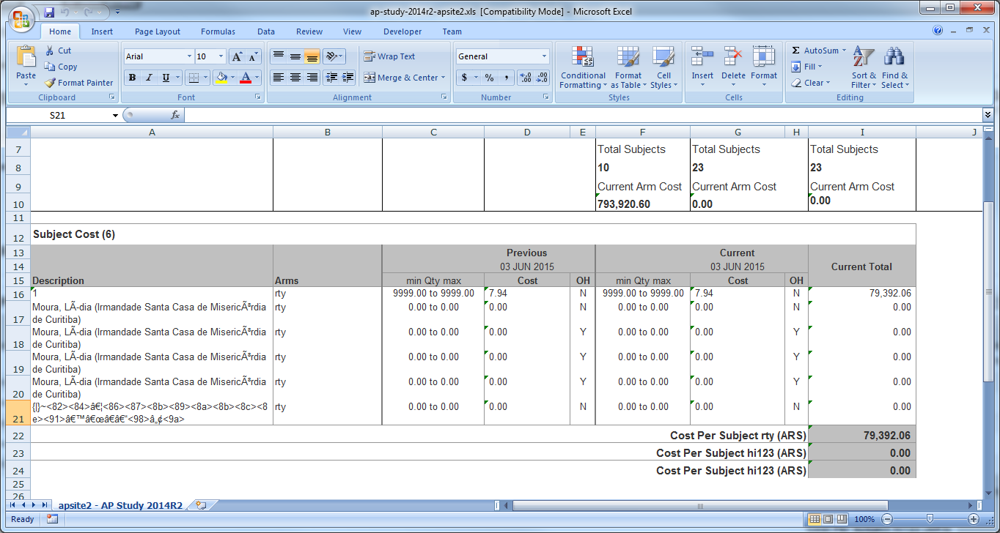 ap-study-2014r2-apsite2.xls [Compatibility Mode] - Microsoft Excel
Home Insert Page Layout Formulas Data Review View Developer Team
Paste Cut Copy Format Painter Clipboard
Arial 10 A A B I U A Font
Wrap Text Merge & Center Alignment
General $ % , .00 .00 Number
Conditional Formatting Format as Table Cell Styles Styles
Insert Delete Format Cells
Σ AutoSum Fill Clear Sort & Filter Find & Select Editing
S21 fx
A B C D E F G H I J
7 Total Subjects Total Subjects Total Subjects
8 10 23 23
9 Current Arm Cost Current Arm Cost Current Arm Cost
10 793,920.60 0.00 0.00
11
12 Subject Cost (6)
13 Previous Current
14 03 JUN 2015 03 JUN 2015 Current Total
15 Description Arms min Qty max Cost OH min Qty max Cost OH
16 1 rty 9999.00 to 9999.00 7.94 N 9999.00 to 9999.00 7.94 N 79,392.06
Moura, LÃ-dia (Irmandade Santa Casa de MisericÃªrdia rty 0.00 to 0.00 0.00 N 0.00 to 0.00 0.00 N 0.00
17 de Curitiba)
Moura, LÃ-dia (Irmandade Santa Casa de MisericÃªrdia rty 0.00 to 0.00 0.00 Y 0.00 to 0.00 0.00 Y 0.00
18 de Curitiba)
Moura, LÃ-dia (Irmandade Santa Casa de MisericÃªrdia rty 0.00 to 0.00 0.00 Y 0.00 to 0.00 0.00 Y 0.00
19 de Curitiba)
Moura, LÃ-dia (Irmandade Santa Casa de MisericÃªrdia rty 0.00 to 0.00 0.00 Y 0.00 to 0.00 0.00 Y 0.00
20 de Curitiba)
{|}~<82><84>â€¦<86><87><8b><89><8a><8b><8c><8 rty 0.00 to 0.00 0.00 N 0.00 to 0.00 0.00 N 0.00
21 e><91>â€™â€œâ€â€“<98>â„¢<9a>
22 Cost Per Subject rty (ARS) 79,392.06
23 Cost Per Subject hi123 (ARS) 0.00
24 Cost Per Subject hi123 (ARS) 0.00
25
26
apsite2 - AP Study 2014R2
Ready 100%